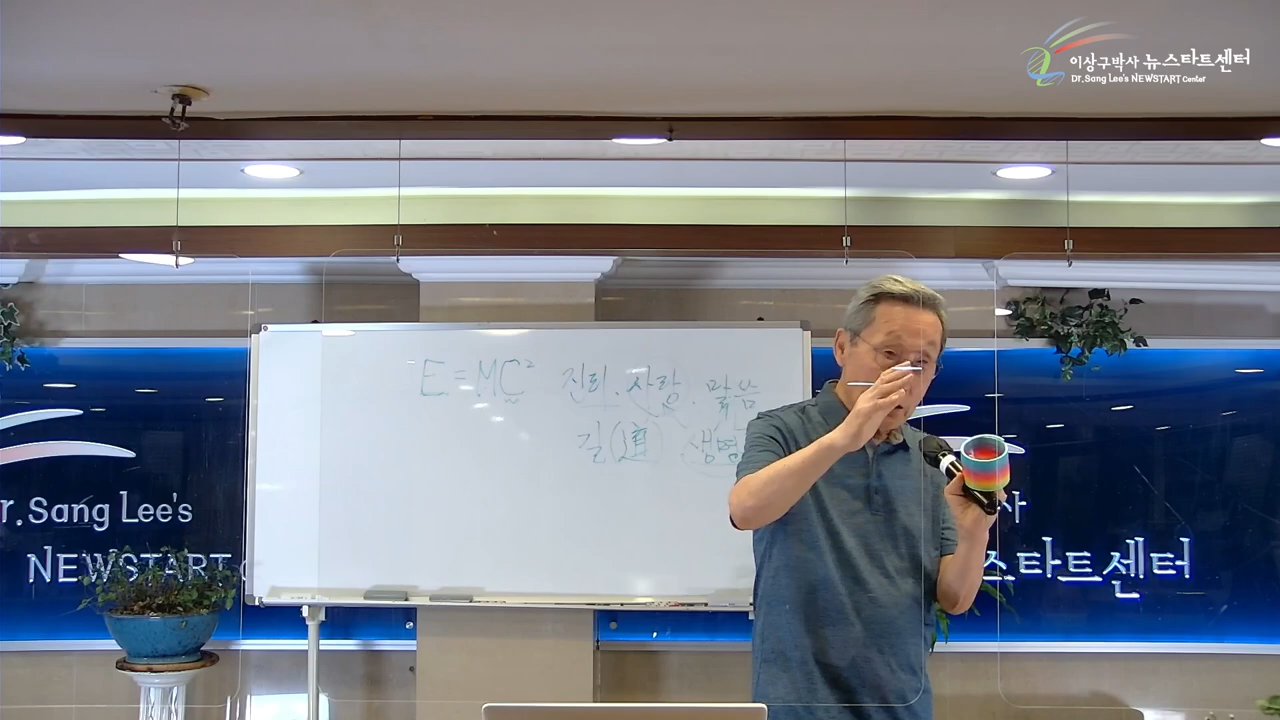 이상구박사 뉴스타트센터
Dr.Sang Lee's NEWSTART Center
E = MC² 진리 . 사랑 . 말씀
길 (道) 생명
r.Sang Lee's
NEWSTART
사
스타트센터